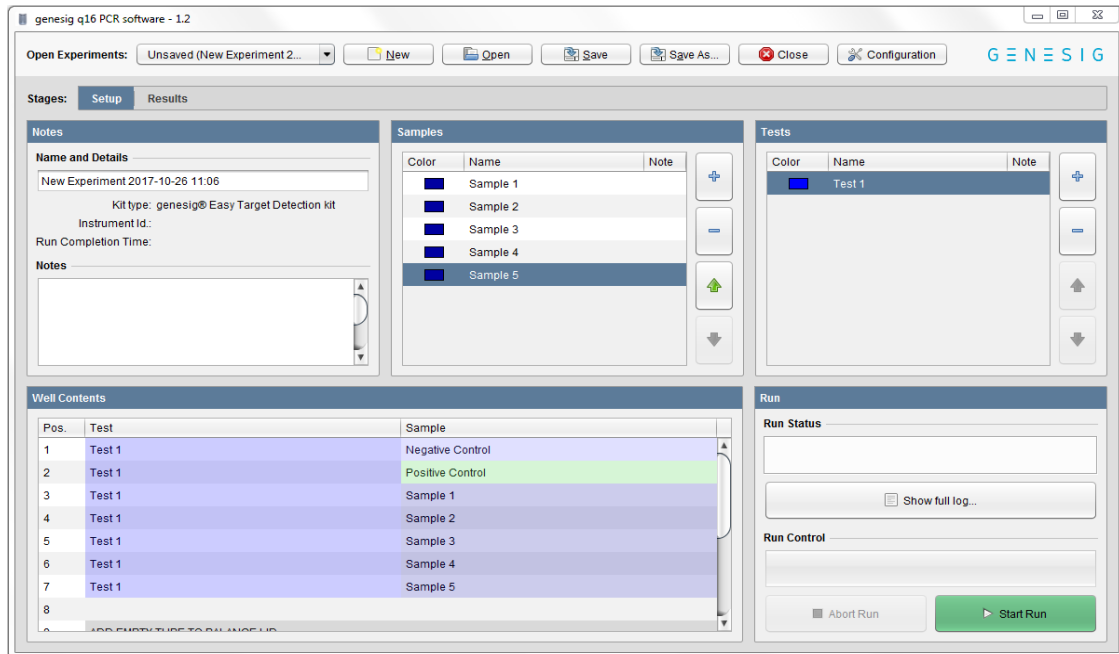 genesig q16 PCR software - 1.2
Open Experiments: Unsaved (New Experiment 2... New Open Save Save As... Close Configuration GENESIG
Stages: Setup Results
Notes
Name and Details
New Experiment 2017-10-26 11:06
Kit type: genesig® Easy Target Detection kit
Instrument Id.:
Run Completion Time:
Notes
Samples
Color Name Note
Sample 1
Sample 2
Sample 3
Sample 4
Sample 5
Tests
Color Name Note
Test 1
Well Contents
Pos. Test Sample
1 Test 1 Negative Control
2 Test 1 Positive Control
3 Test 1 Sample 1
4 Test 1 Sample 2
5 Test 1 Sample 3
6 Test 1 Sample 4
7 Test 1 Sample 5
8
ADD EMPTY TUBE TO BALANCE LID
Run
Run Status
Show full log...
Run Control
Abort Run Start Run